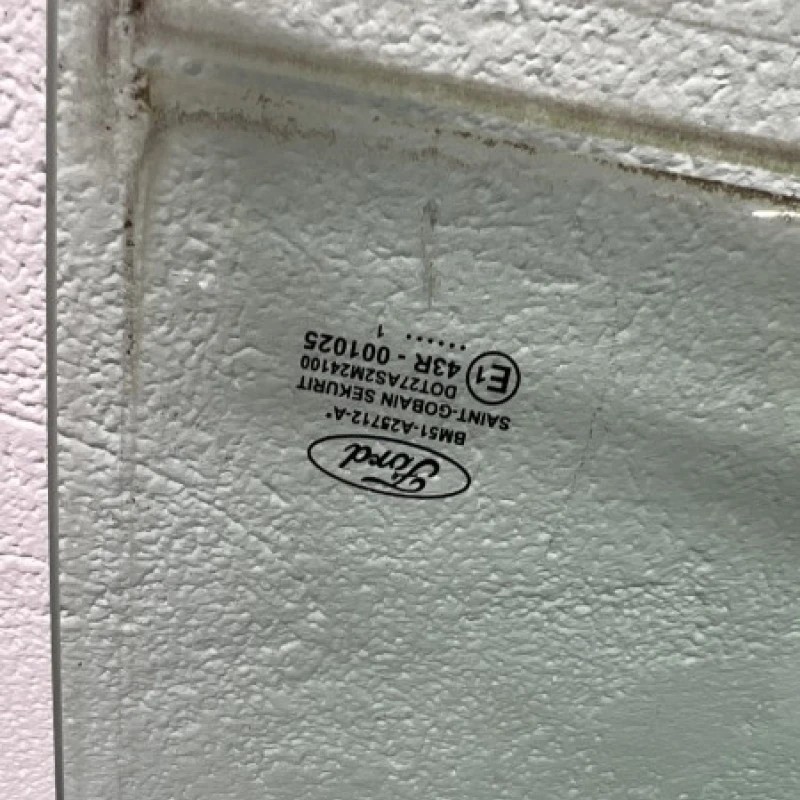 Ford
BM51-A25712-A*
SAINT-GOBAIN SEKURIT
DOT27AS2M24100
E1 43R - 001025
...... 1